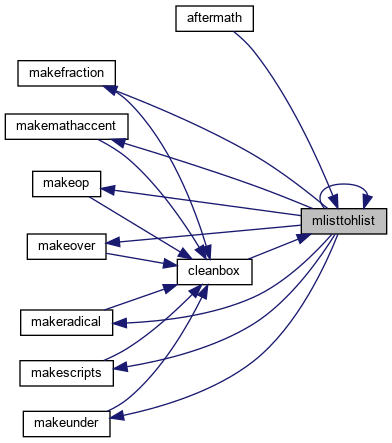 aftermath
makefraction
makemathaccent
makeop
mlisttohlist
makeover
cleanbox
makeradical
makescripts
makeunder